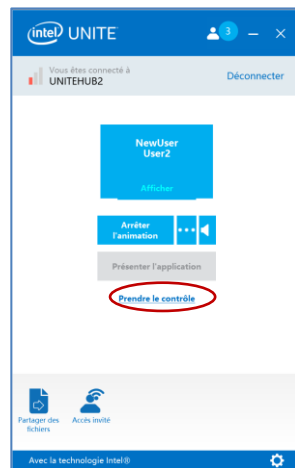 intel UNITE
3
Vous êtes connecté à
UNITEHUB2
Déconnecter
NewUser
User2
Afficher
Arrêter
l'animation
Présenter l'application
Prendre le contrôle
Partager des
fichiers
Accès invité
Avec la technologie Intel®